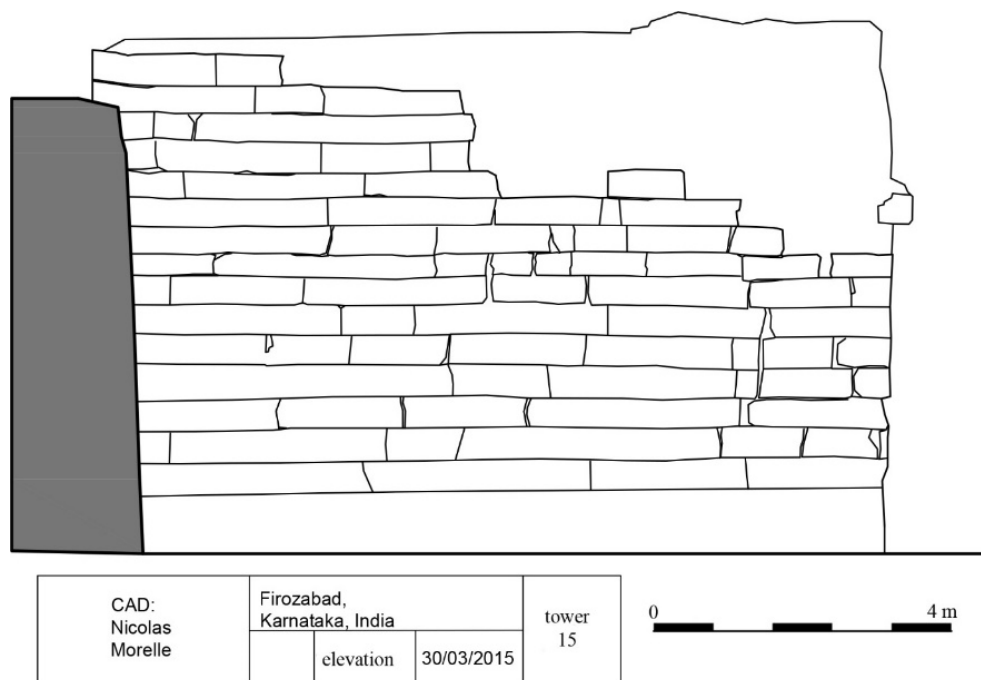 CAD:
Nicolas
Morelle
Firozabad,
Karnataka, India
elevation
30/03/2015
tower
15
0
4 m